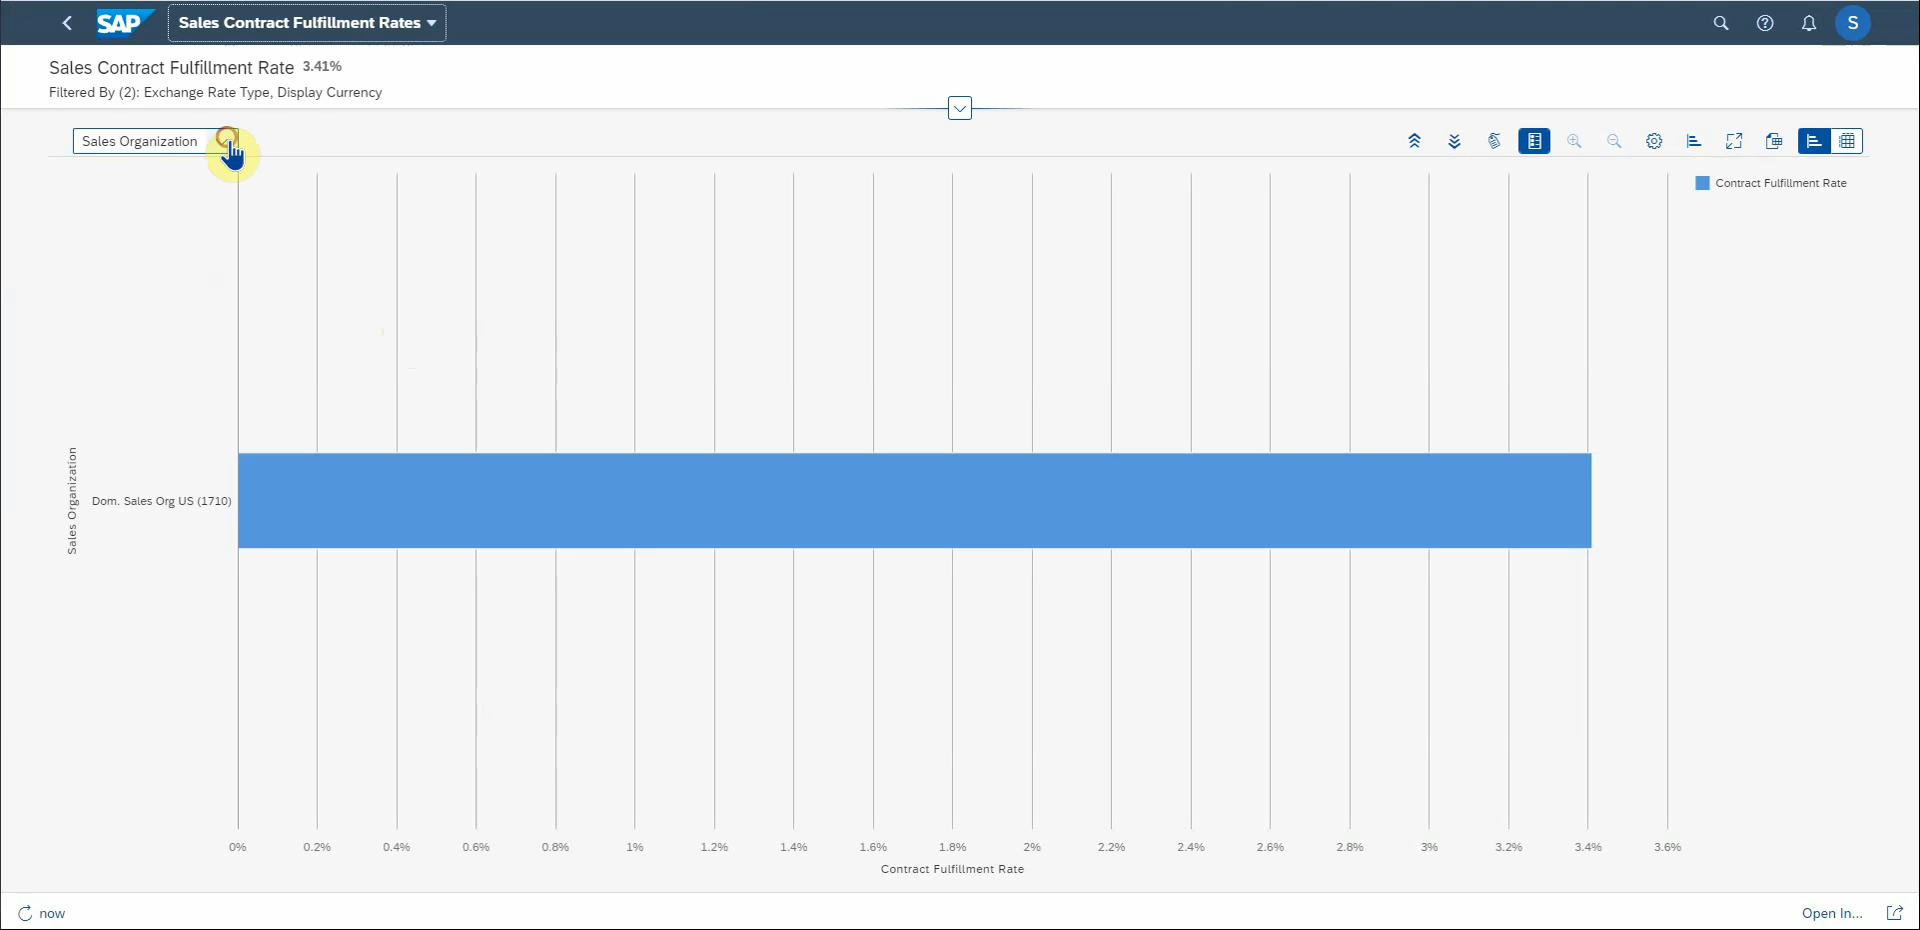 SAP Sales Contract Fulfillment Rates S
Sales Contract Fulfillment Rate 3.41%
Filtered By (2): Exchange Rate Type, Display Currency
Sales Organization
Contract Fulfillment Rate
Sales Organization
Dom. Sales Org US (1710)
0% 0.2% 0.4% 0.6% 0.8% 1% 1.2% 1.4% 1.6% 1.8% 2% 2.2% 2.4% 2.6% 2.8% 3% 3.2% 3.4% 3.6%
Contract Fulfillment Rate
now
Open In...